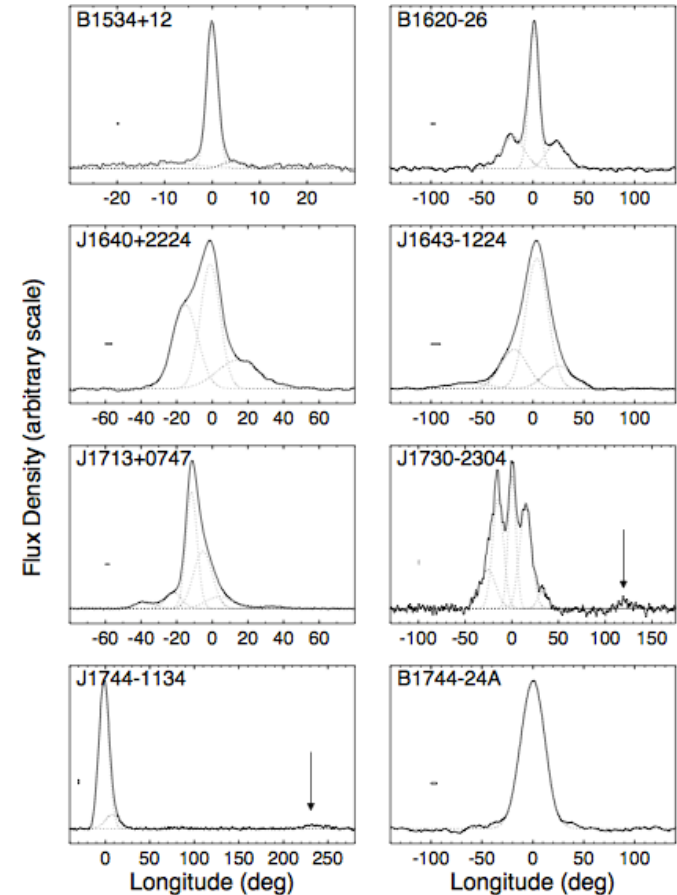 B1534+12
B1620-26
-20 -10 0 10 20
-100 -50 0 50 100
J1640+2224
J1643-1224
-60 -40 -20 0 20 40 60
-100 -50 0 50 100
Flux Density (arbitrary scale)
J1713+0747
J1730-2304
-60 -40 -20 0 20 40 60
-100 -50 0 50 100 150
J1744-1134
B1744-24A
0 50 100 150 200 250
-100 -50 0 50 100
Longitude (deg)
Longitude (deg)